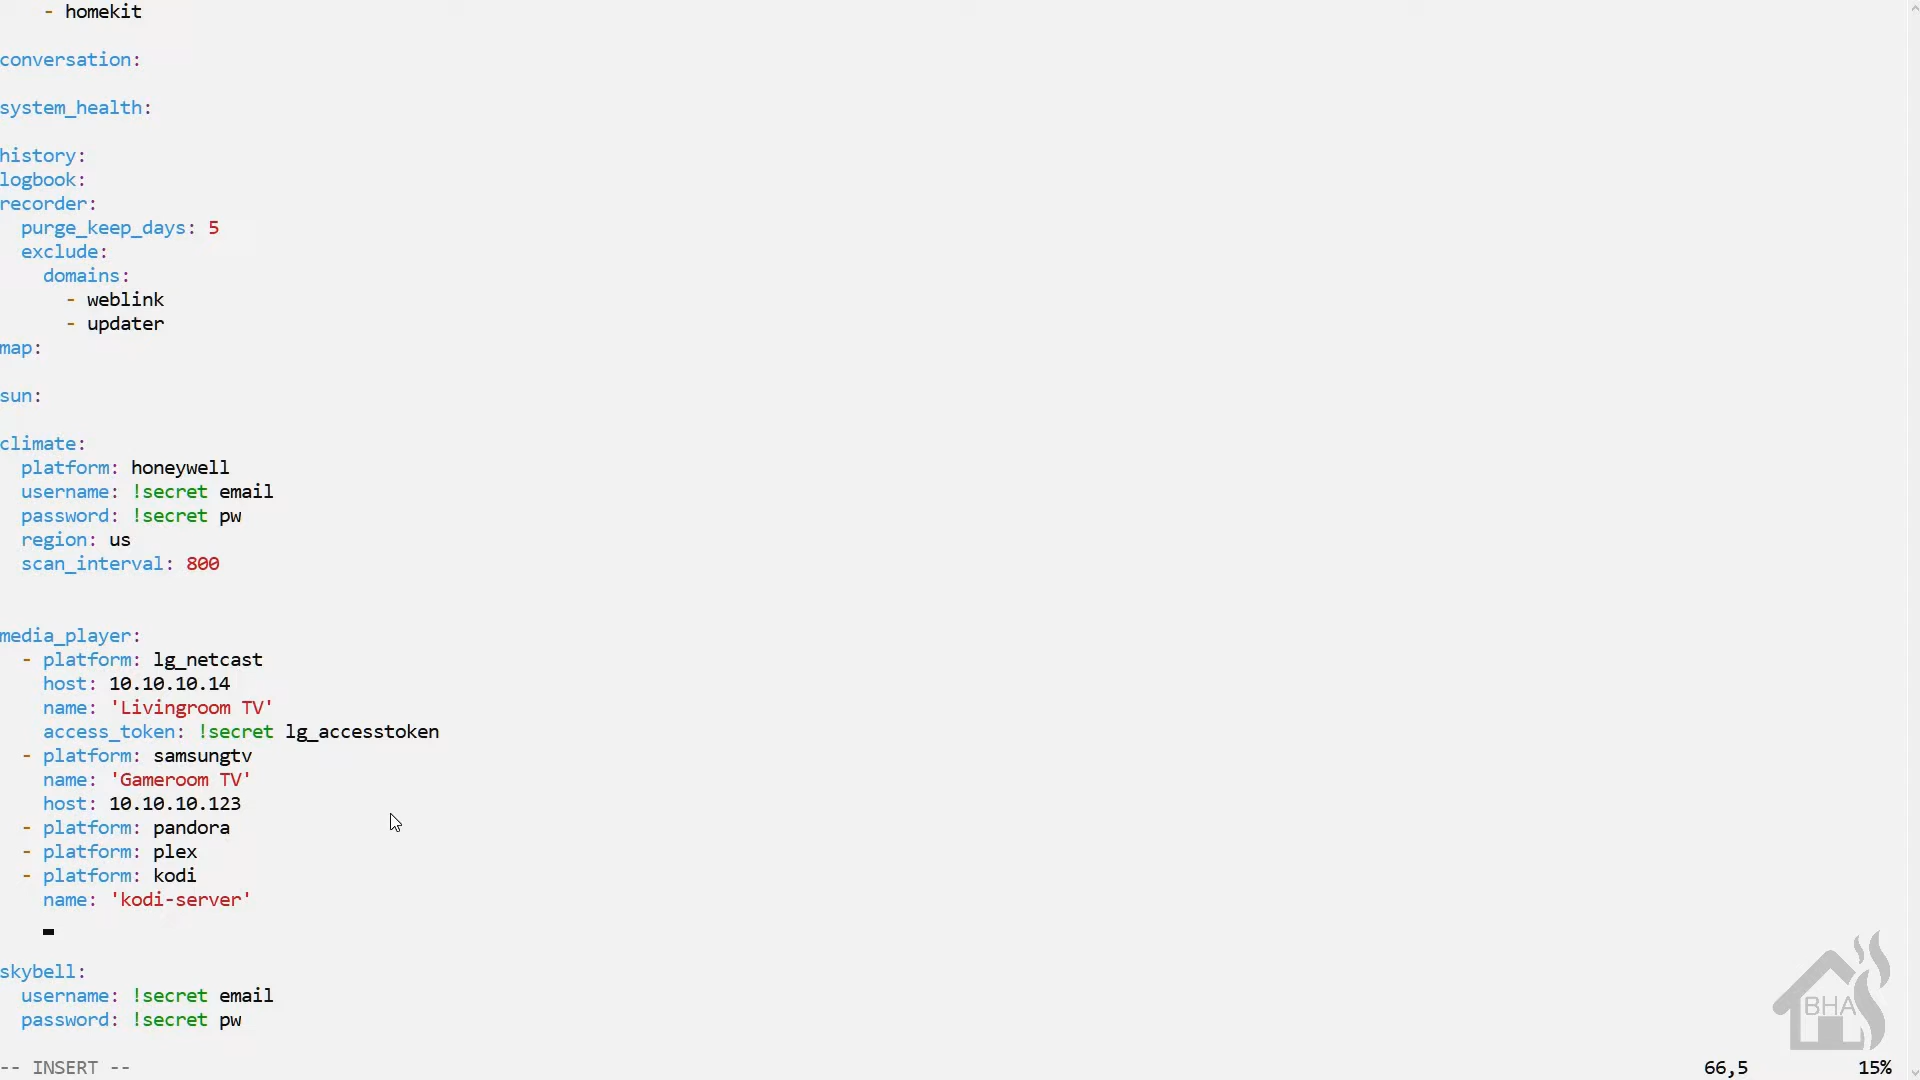 - homekit

conversation:

system_health:

history:
logbook:
recorder:
  purge_keep_days: 5
  exclude:
    domains:
      - weblink
      - updater
map:

sun:

climate:
  platform: honeywell
  username: !secret email
  password: !secret pw
  region: us
  scan_interval: 800


media_player:
  - platform: lg_netcast
    host: 10.10.10.14
    name: 'Livingroom TV'
    access_token: !secret lg_accesstoken
  - platform: samsungtv
    name: 'Gameroom TV'
    host: 10.10.10.123
  - platform: pandora
  - platform: plex
  - platform: kodi
    name: 'kodi-server'

skybell:
  username: !secret email
  password: !secret pw
BHA
-- INSERT -- 66,5 15%